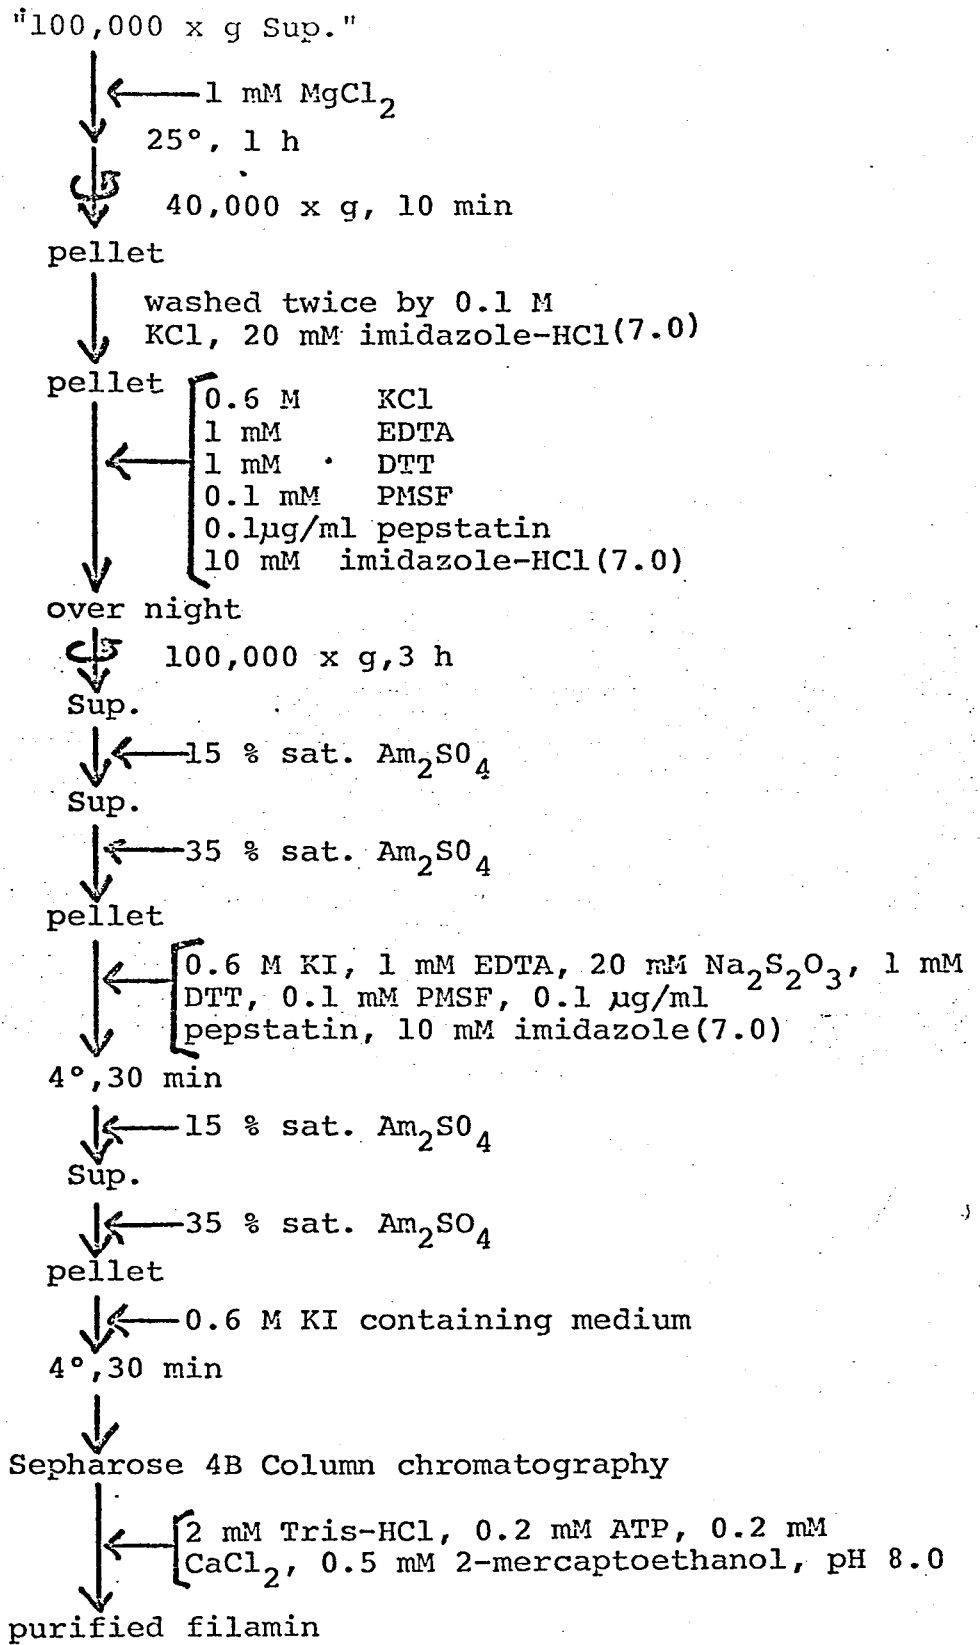 "100,000 x g Sup."
1 mM MgCl2
25°, 1 h
40,000 x g, 10 min
pellet
washed twice by 0.1 M
KCl, 20 mM imidazole-HCl(7.0)
pellet
0.6 M KCl
1 mM EDTA
1 mM DTT
0.1 mM PMSF
0.1µg/ml pepstatin
10 mM imidazole-HCl(7.0)
over night
100,000 x g,3 h
Sup.
15 % sat. Am2SO4
Sup.
35 % sat. Am2SO4
pellet
0.6 M KI, 1 mM EDTA, 20 mM Na2S2O3, 1 mM
DTT, 0.1 mM PMSF, 0.1 µg/ml
pepstatin, 10 mM imidazole(7.0)
4°,30 min
15 % sat. Am2SO4
Sup.
35 % sat. Am2SO4
pellet
0.6 M KI containing medium
4°,30 min
Sepharose 4B Column chromatography
2 mM Tris-HCl, 0.2 mM ATP, 0.2 mM
CaCl2, 0.5 mM 2-mercaptoethanol, pH 8.0
purified filamin